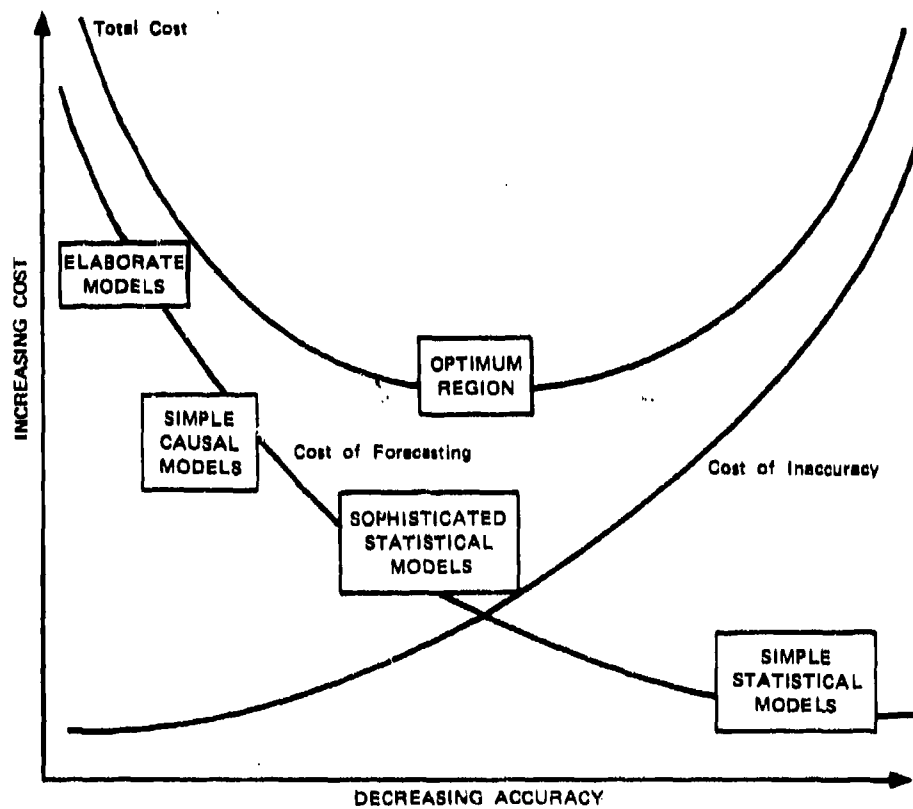 Total Cost
INCREASING COST
ELABORATE
MODELS
OPTIMUM
REGION
SIMPLE
CAUSAL
MODELS
Cost of Forecasting
Cost of Inaccuracy
SOPHISTICATED
STATISTICAL
MODELS
SIMPLE
STATISTICAL
MODELS
DECREASING ACCURACY